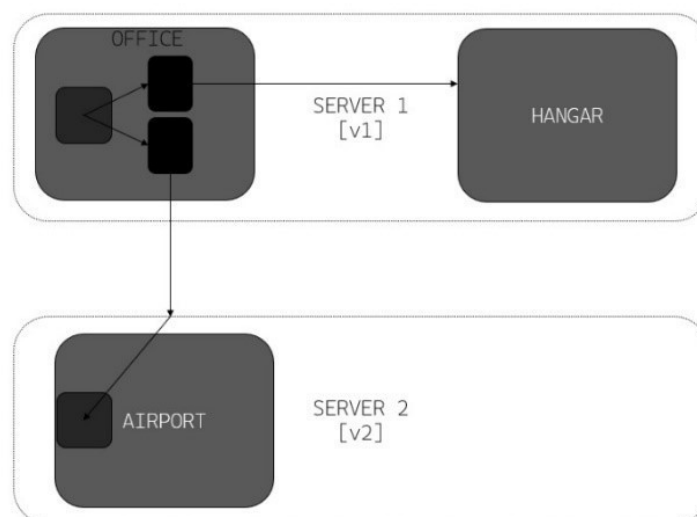 OFFICE
SERVER 1
[v1]
HANGAR
AIRPORT
SERVER 2
[v2]